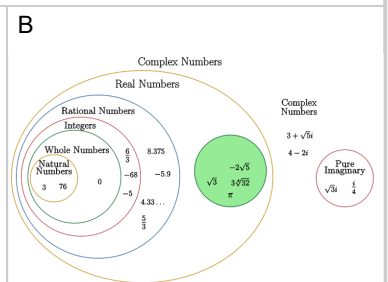 B
Complex Numbers
Real Numbers
Rational Numbers
Integers
Whole Numbers
Natural
Numbers
3 76
0
6/3
-68
-5
8.375
-5.9
4.33...
5/3
-2√5
√3 3∜32
π
Complex
Numbers
3 + √5i
4 − 2i
Pure
Imaginary
√3i i/4